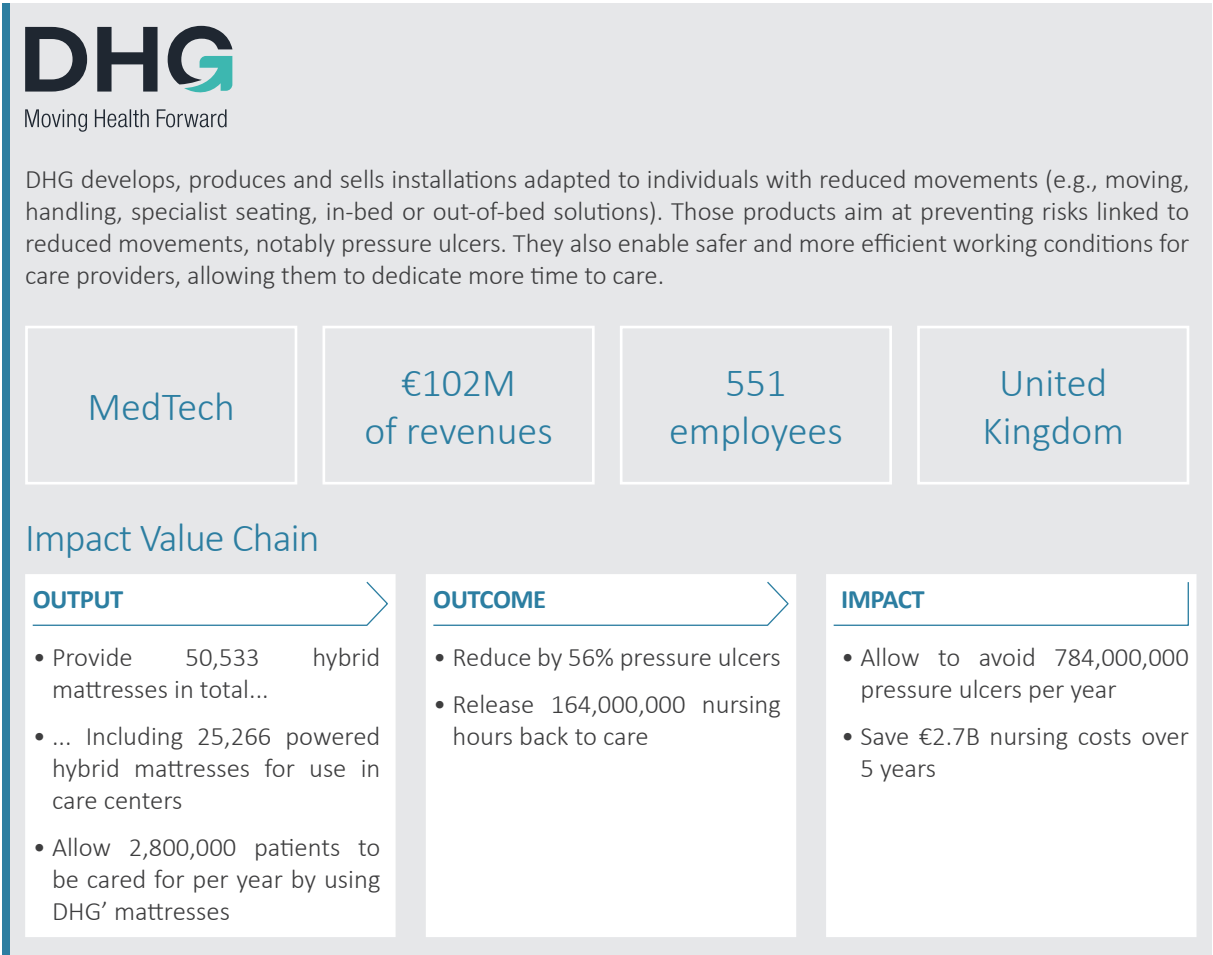 DHG
Moving Health Forward
DHG develops, produces and sells installations adapted to individuals with reduced movements (e.g., moving,
handling, specialist seating, in-bed or out-of-bed solutions). Those products aim at preventing risks linked to
reduced movements, notably pressure ulcers. They also enable safer and more efficient working conditions for
care providers, allowing them to dedicate more time to care.
MedTech
€102M
of revenues
551
employees
United
Kingdom
Impact Value Chain
OUTPUT
• Provide 50,533 hybrid
mattresses in total...
• ... Including 25,266 powered
hybrid mattresses for use in
care centers
• Allow 2,800,000 patients to
be cared for per year by using
DHG’ mattresses
OUTCOME
• Reduce by 56% pressure ulcers
• Release 164,000,000 nursing
hours back to care
IMPACT
• Allow to avoid 784,000,000
pressure ulcers per year
• Save €2.7B nursing costs over
5 years